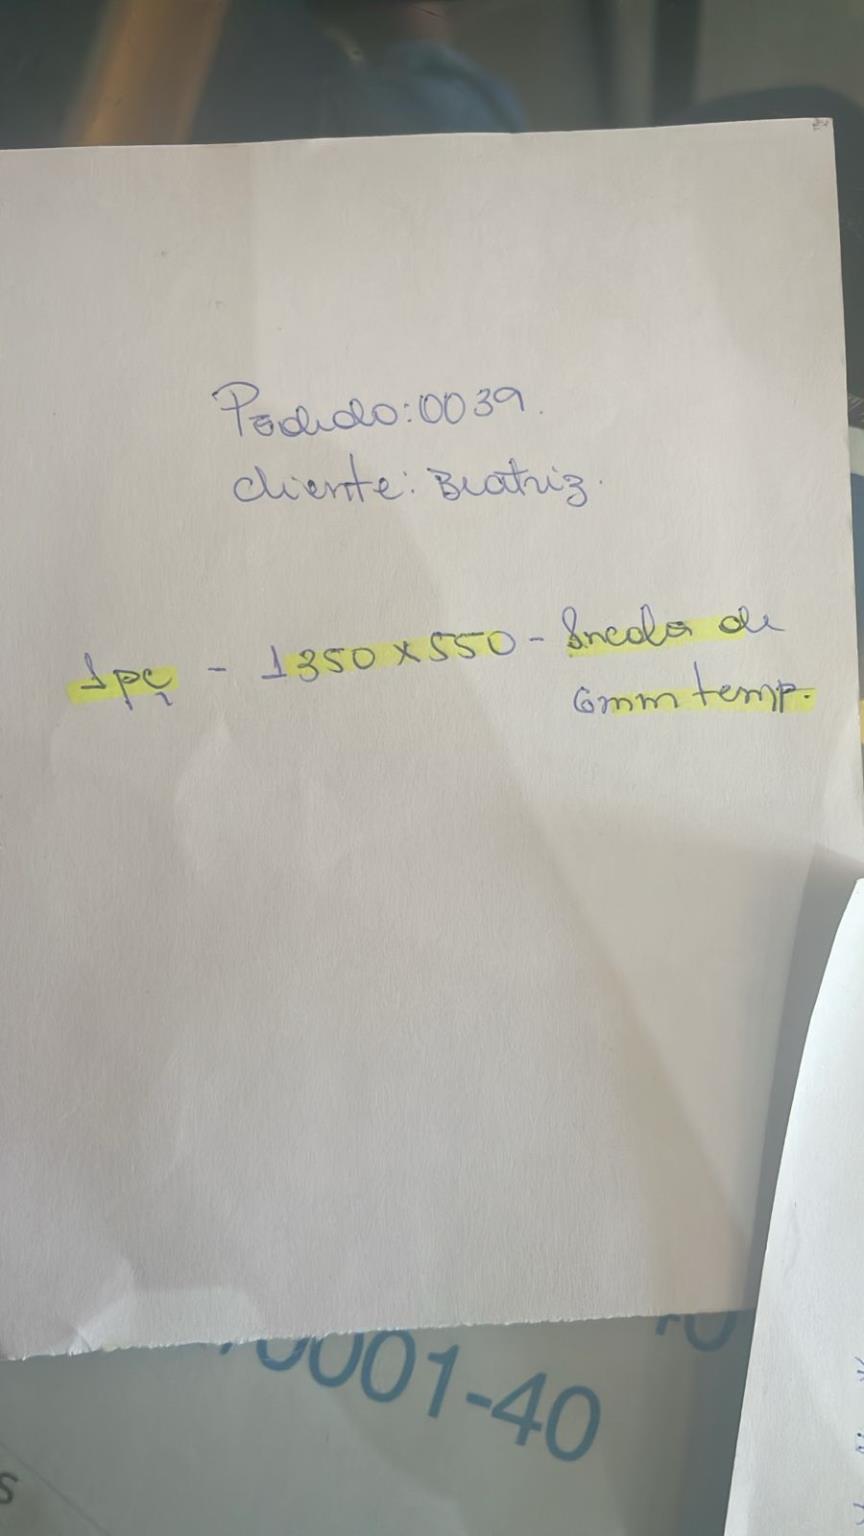 Pedido: 0039.
Cliente: Beatriz.
1pç - 1350 x 550 - Incolor de
6mm temp.
0001-40